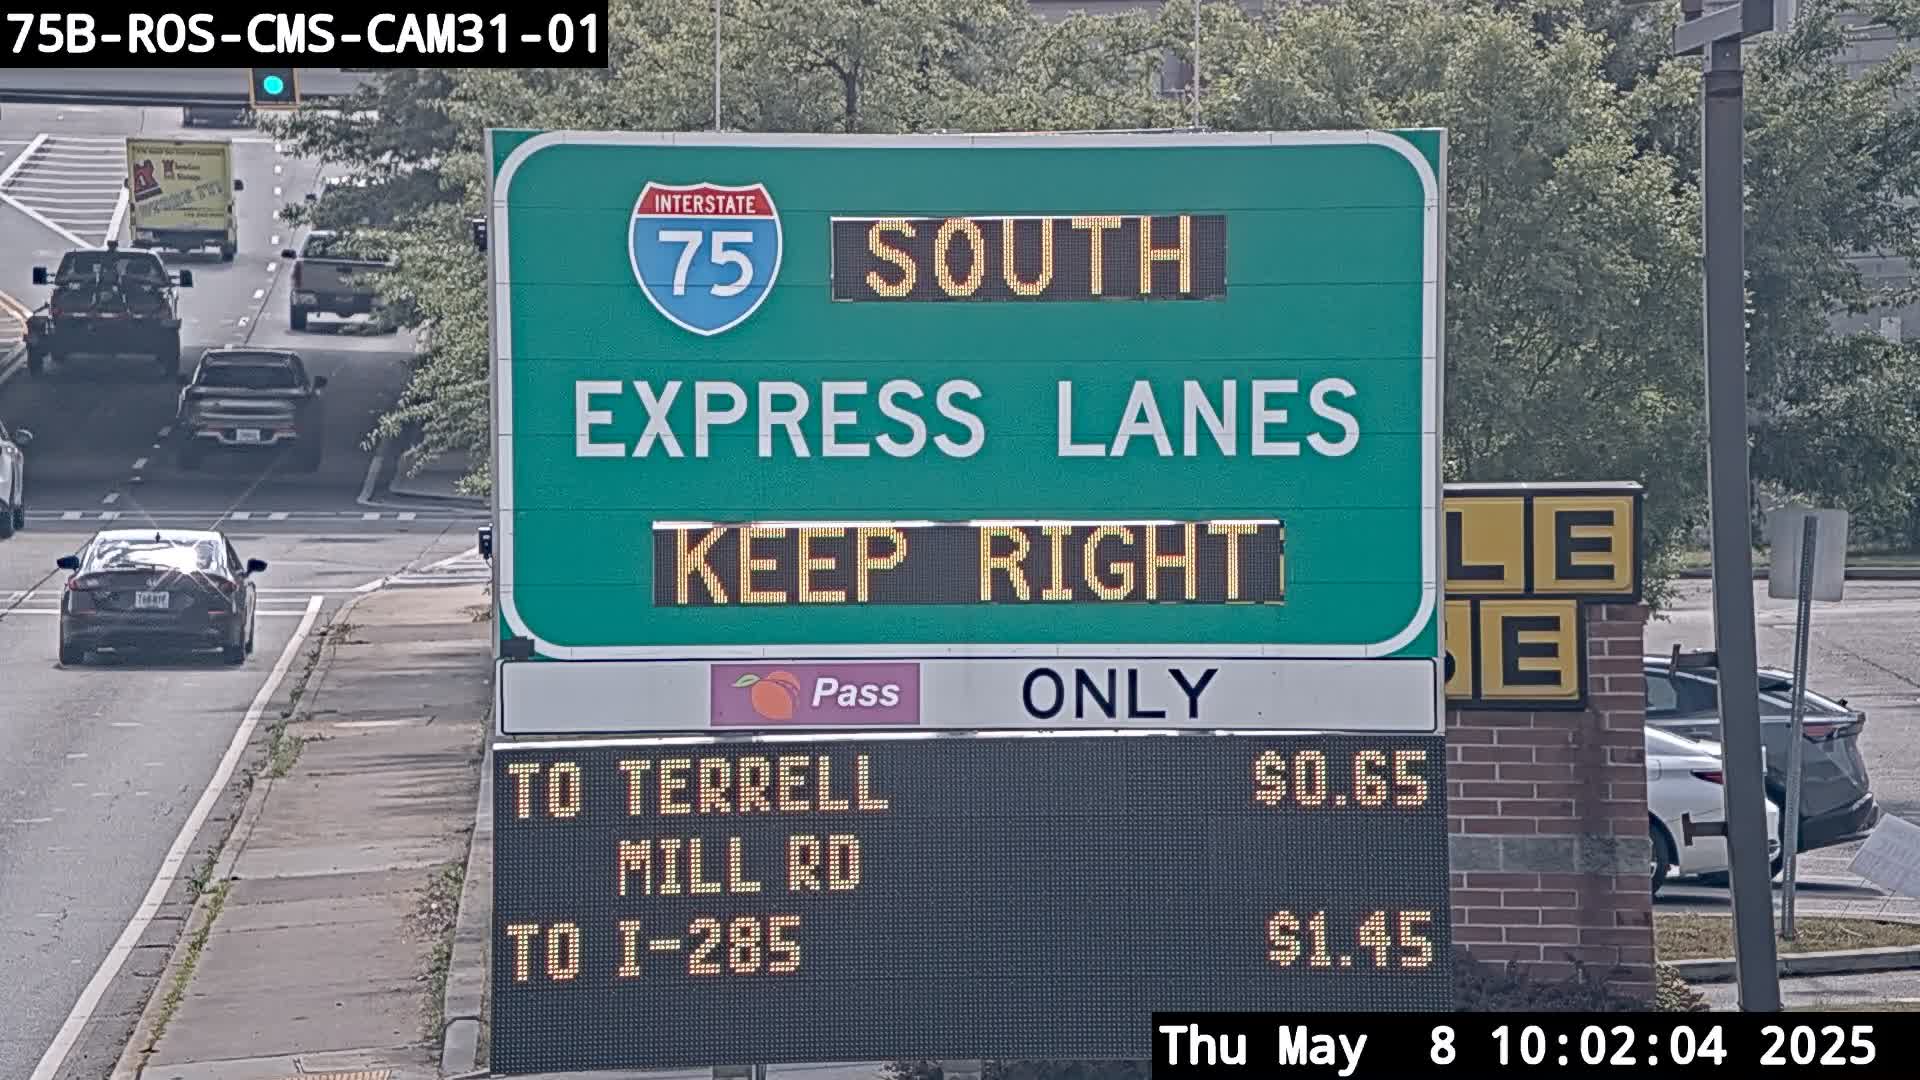 75B-ROS-CMS-CAM31-01
INTERSTATE
75
SOUTH
EXPRESS LANES
KEEP RIGHT
Pass ONLY
TO TERRELL $0.65
MILL RD
TO I-285 $1.45
LE
E
Thu May 8 10:02:04 2025